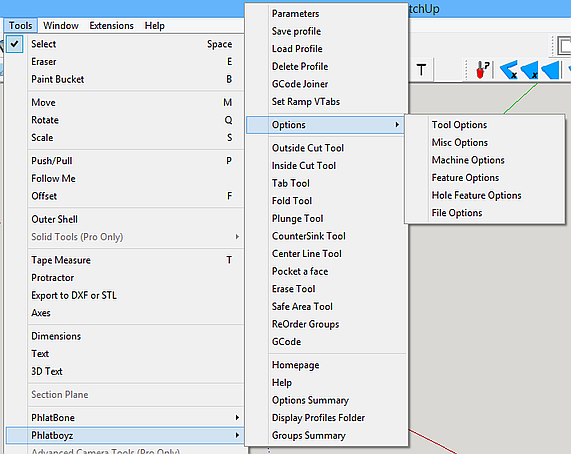 tchUp
Tools Window Extensions Help
Select Space
Eraser E
Paint Bucket B
Move M
Rotate Q
Scale S
Push/Pull P
Follow Me
Offset F
Outer Shell
Solid Tools (Pro Only)
Tape Measure T
Protractor
Export to DXF or STL
Axes
Dimensions
Text
3D Text
Section Plane
PhlatBone
Phlatboyz
Advanced Camera Tools (Pro Only)
Parameters
Save profile
Load Profile
Delete Profile
GCode Joiner
Set Ramp VTabs
Options
Outside Cut Tool
Inside Cut Tool
Tab Tool
Fold Tool
Plunge Tool
CounterSink Tool
Center Line Tool
Pocket a face
Erase Tool
Safe Area Tool
ReOrder Groups
GCode
Homepage
Help
Options Summary
Display Profiles Folder
Groups Summary
Tool Options
Misc Options
Machine Options
Feature Options
Hole Feature Options
File Options
T
?
x
x